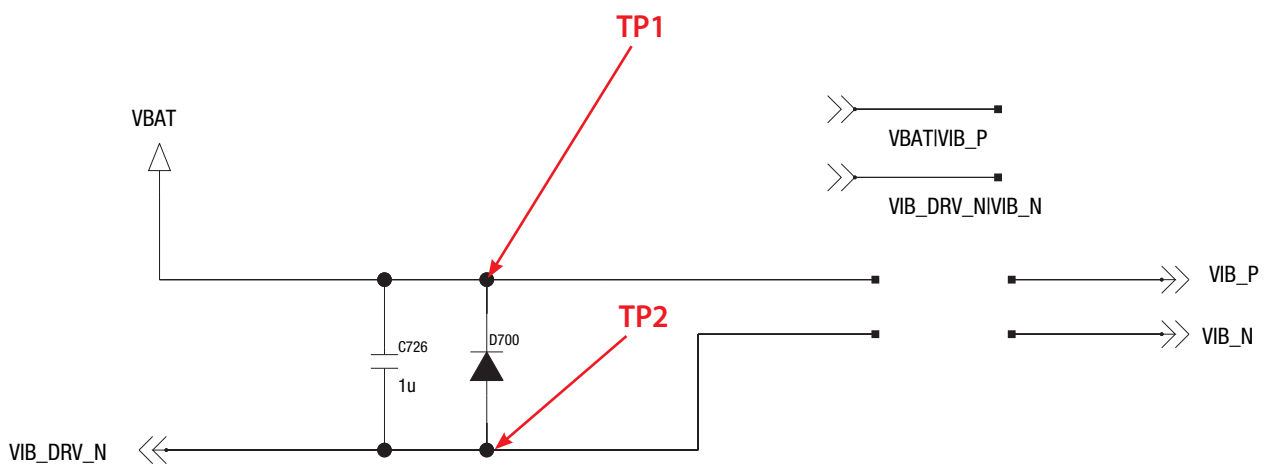 TP1
VBAT
VBAT|VIB_P
VIB_DRV_N|VIB_N
VIB_P
TP2
VIB_N
C726
D700
1u
VIB_DRV_N